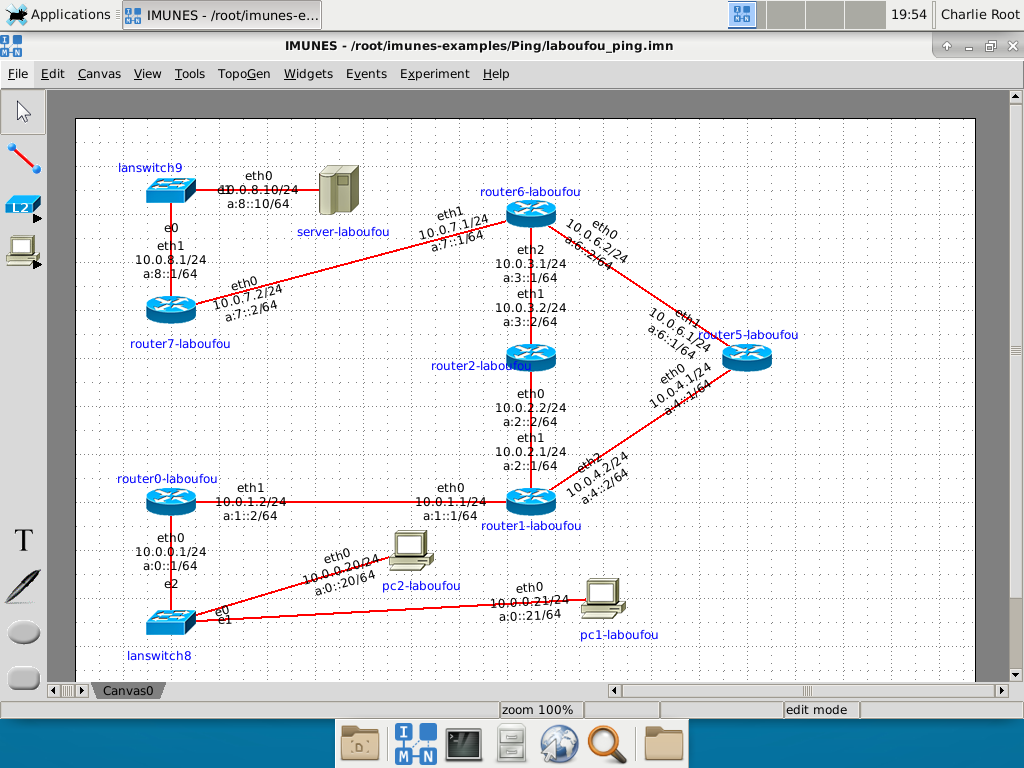 Applications
IMUNES - /root/imunes-e...
19:54
Charlie Root
IMUNES - /root/imunes-examples/Ping/laboufou_ping.imn
File Edit Canvas View Tools TopoGen Widgets Events Experiment Help
L2
T
lanswitch9
eth0
10.0.8.10/24
a:8::10/64
server-laboufou
e0
eth1
10.0.8.1/24
a:8::1/64
router7-laboufou
eth0
10.0.7.2/24
a:7::2/64
eth1
10.0.7.1/24
a:7::1/64
router6-laboufou
eth0
10.0.6.2/24
a:6::2/64
eth2
10.0.3.1/24
a:3::1/64
eth1
10.0.3.2/24
a:3::2/64
eth1
10.0.6.1/24
a:6::1/64
router5-laboufou
router2-laboufou
eth0
10.0.4.1/24
a:4::1/64
eth0
10.0.2.2/24
a:2::2/64
eth1
10.0.2.1/24
a:2::1/64
eth2
10.0.4.2/24
a:4::2/64
router0-laboufou
eth1
10.0.1.2/24
a:1::2/64
eth0
10.0.1.1/24
a:1::1/64
router1-laboufou
eth0
10.0.0.1/24
a:0::1/64
e2
eth0
10.0.0.20/24
a:0::20/64
pc2-laboufou
eth0
10.0.0.21/24
a:0::21/64
pc1-laboufou
e0
e1
lanswitch8
Canvas0
zoom 100%
edit mode
I M
N S